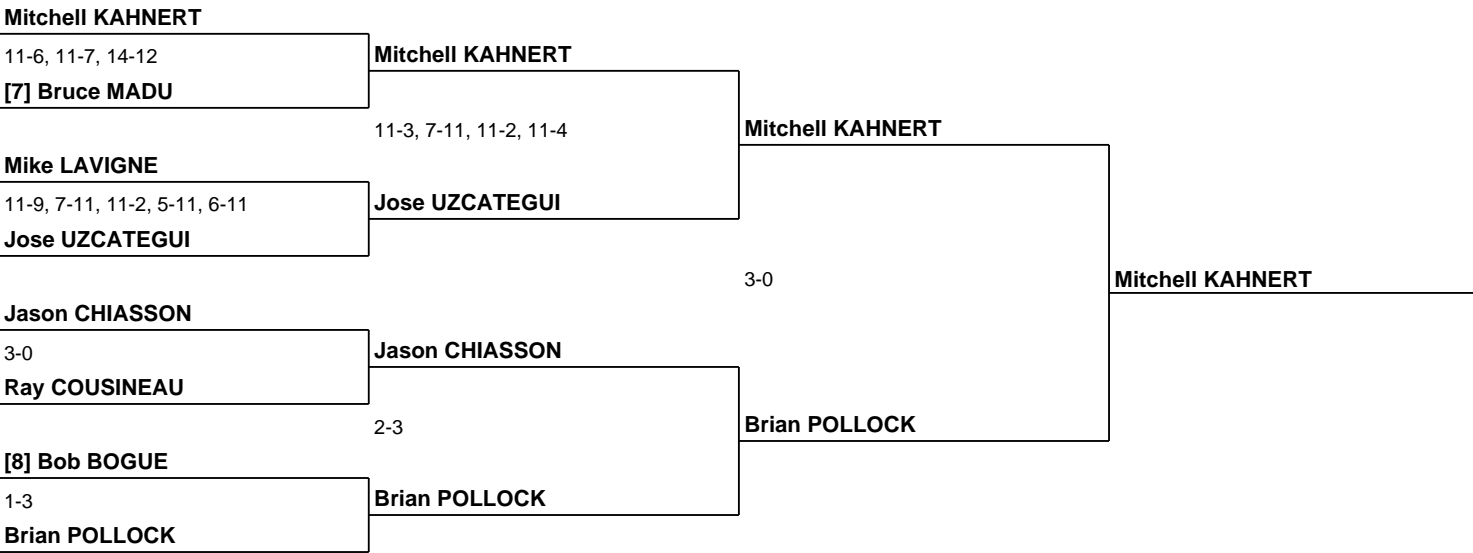 Mitchell KAHNERT
11-6, 11-7, 14-12
Mitchell KAHNERT
[7] Bruce MADU
11-3, 7-11, 11-2, 11-4
Mitchell KAHNERT
Mike LAVIGNE
11-9, 7-11, 11-2, 5-11, 6-11
Jose UZCATEGUI
Jose UZCATEGUI
3-0
Mitchell KAHNERT
Jason CHIASSON
3-0
Jason CHIASSON
Ray COUSINEAU
2-3
Brian POLLOCK
[8] Bob BOGUE
1-3
Brian POLLOCK
Brian POLLOCK